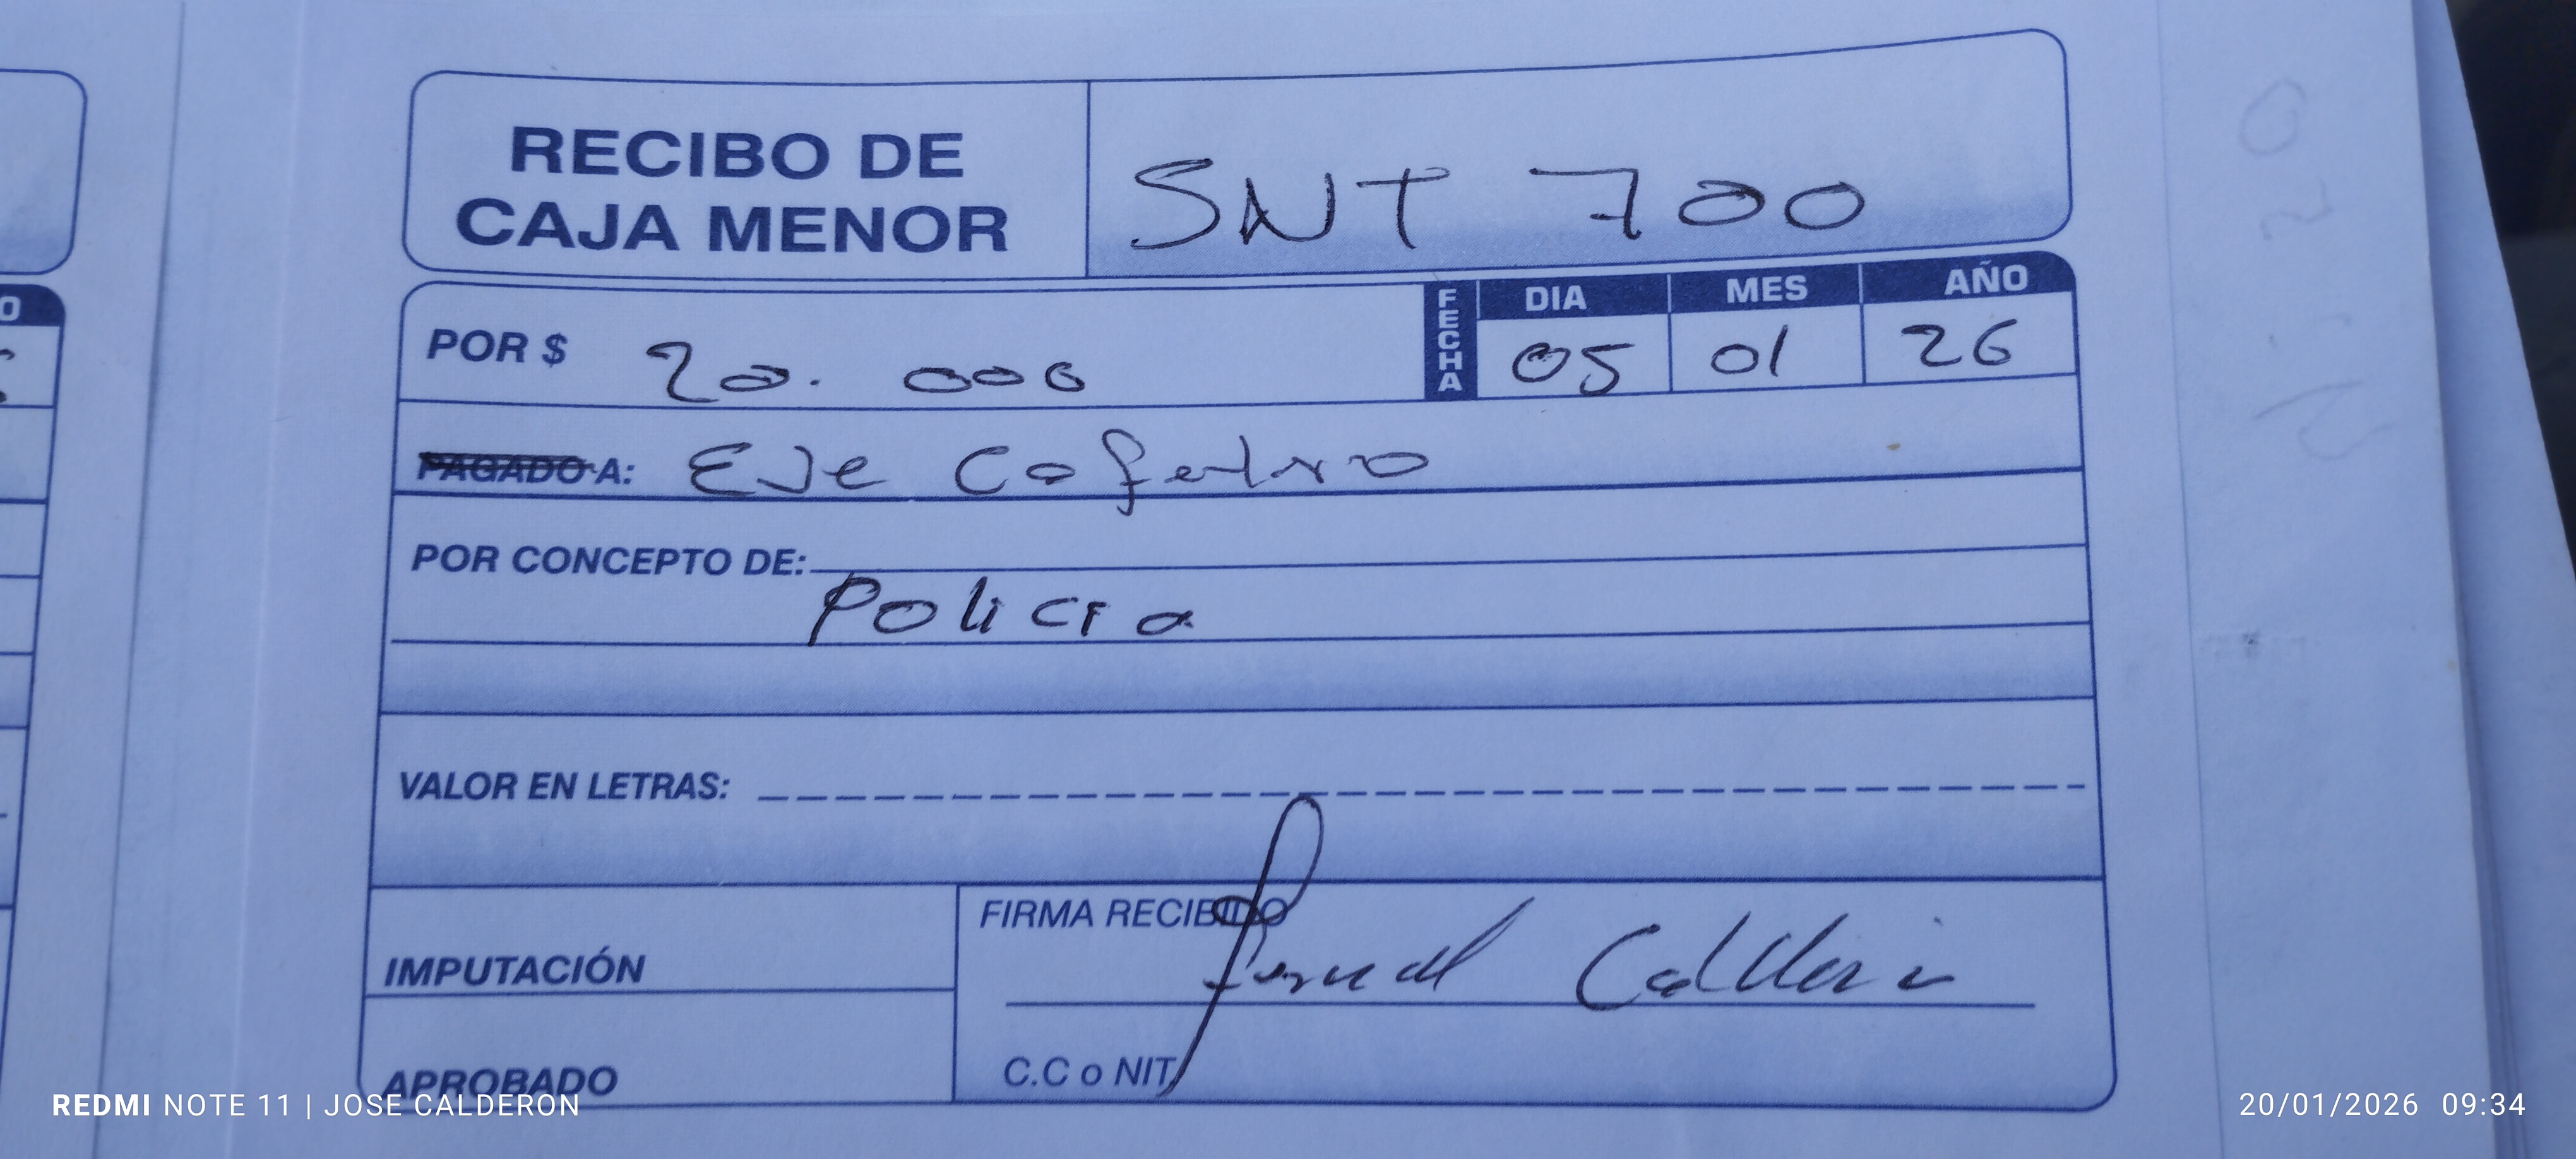 RECIBO DE
CAJA MENOR
SNT 700
POR $ 20.000
FECHA
DIA MES AÑO
05 01 26
PAGADO A: EJe Cafetro
POR CONCEPTO DE:
Policia
VALOR EN LETRAS:
IMPUTACIÓN
FIRMA RECIBIDO
Calderon
APROBADO
C.C o NIT
REDMI NOTE 11 | JOSE CALDERON
20/01/2026 09:34